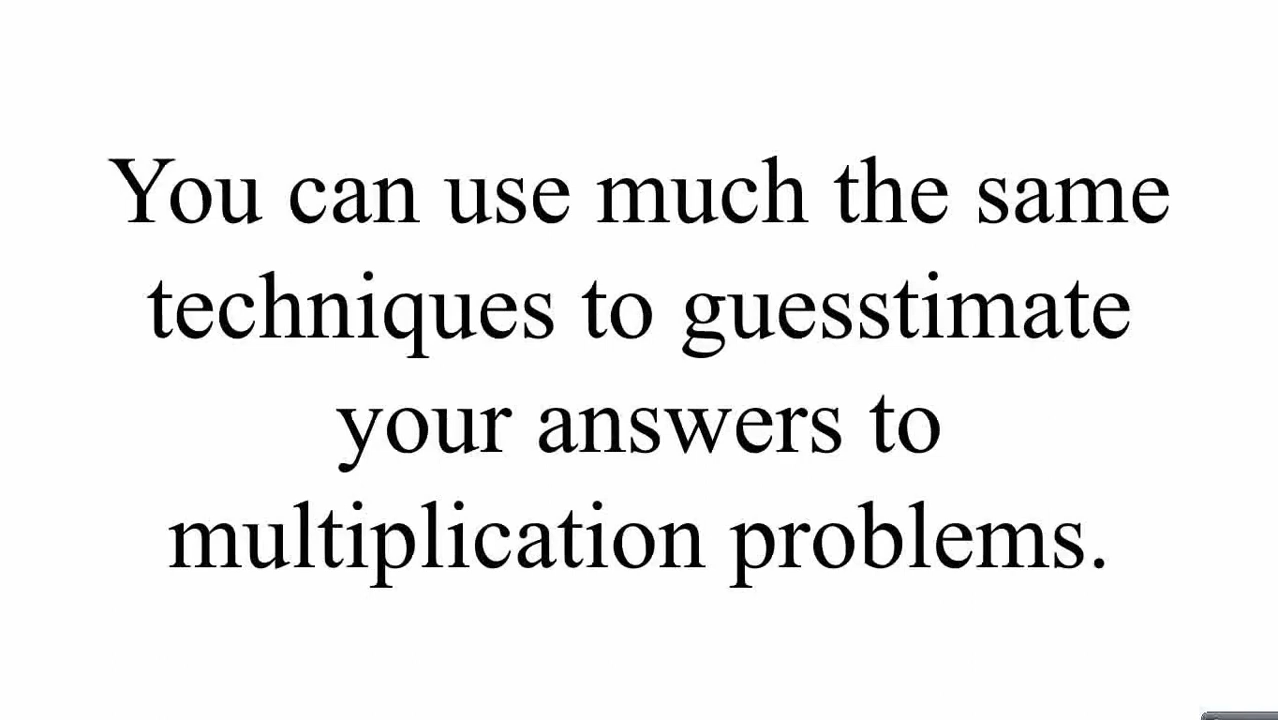 You can use much the same
techniques to guesstimate
your answers to
multiplication problems.